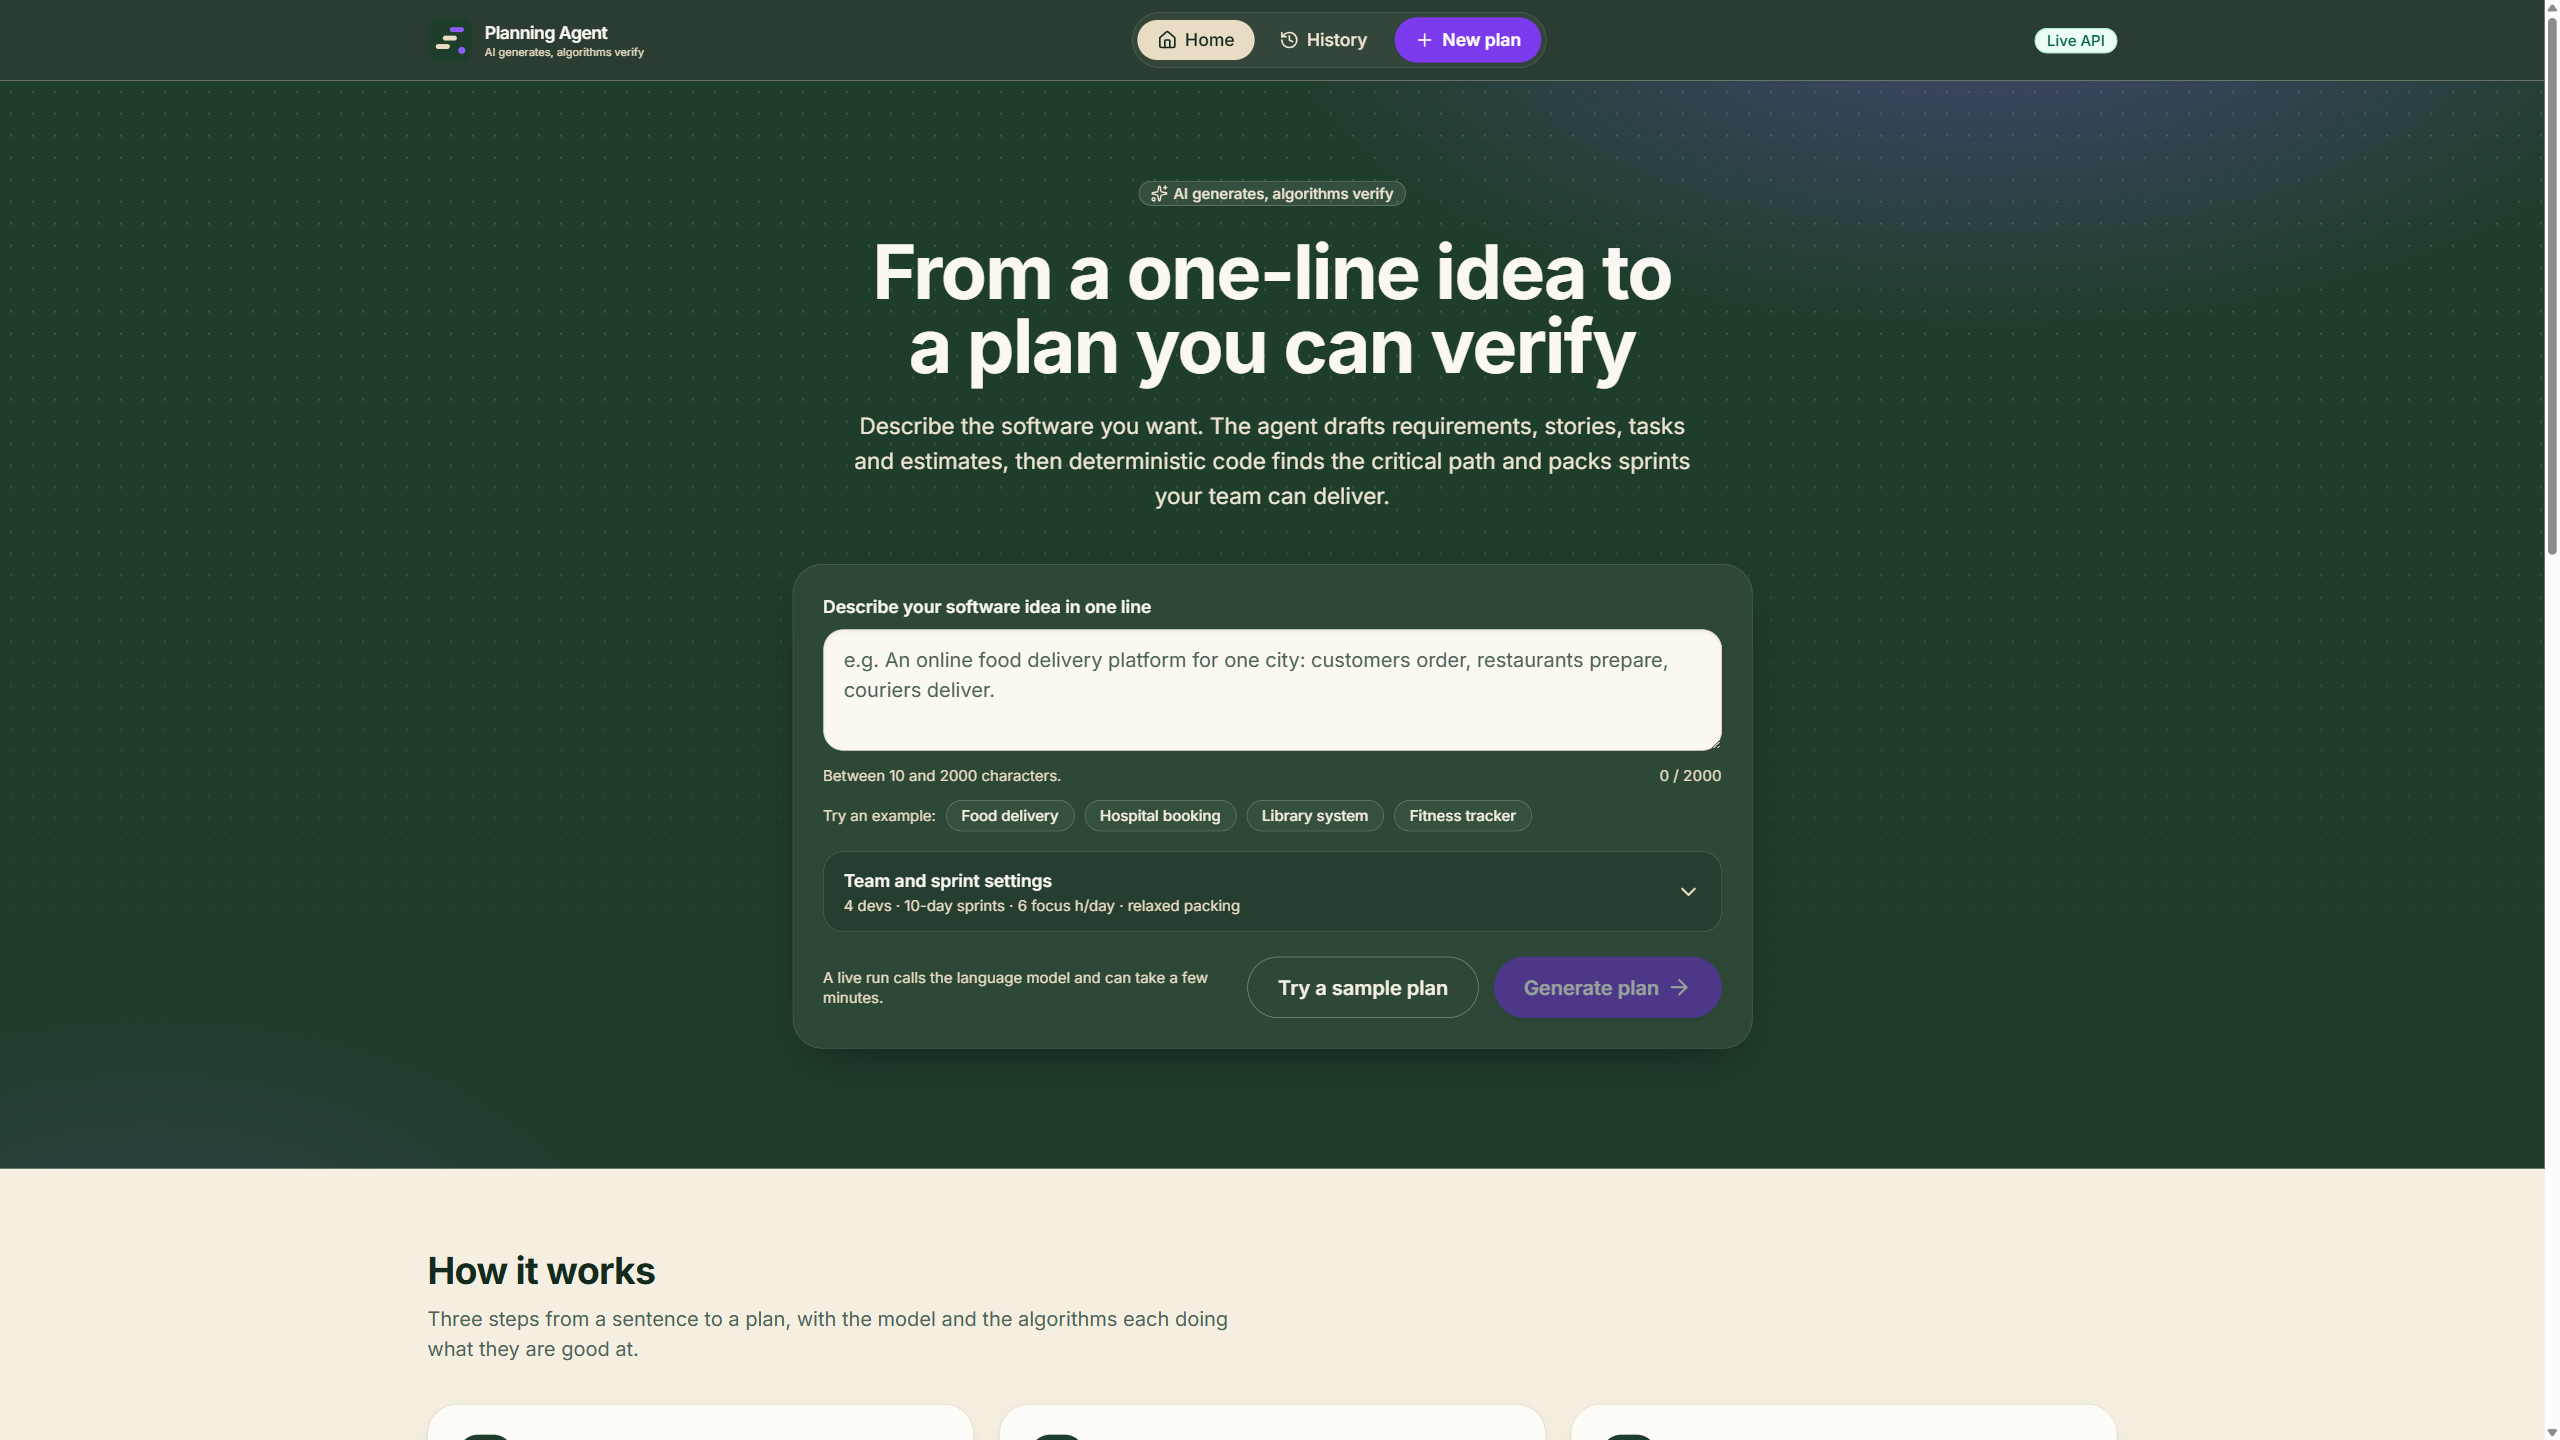 Planning Agent
AI generates, algorithms verify
Home
History
New plan
Live API
AI generates, algorithms verify
From a one-line idea to
a plan you can verify
Describe the software you want. The agent drafts requirements, stories, tasks
and estimates, then deterministic code finds the critical path and packs sprints
your team can deliver.
Describe your software idea in one line
e.g. An online food delivery platform for one city: customers order, restaurants prepare,
couriers deliver.
Between 10 and 2000 characters.
0 / 2000
Try an example:
Food delivery
Hospital booking
Library system
Fitness tracker
Team and sprint settings
4 devs · 10-day sprints · 6 focus h/day · relaxed packing
A live run calls the language model and can take a few
minutes.
Try a sample plan
Generate plan
How it works
Three steps from a sentence to a plan, with the model and the algorithms each doing
what they are good at.